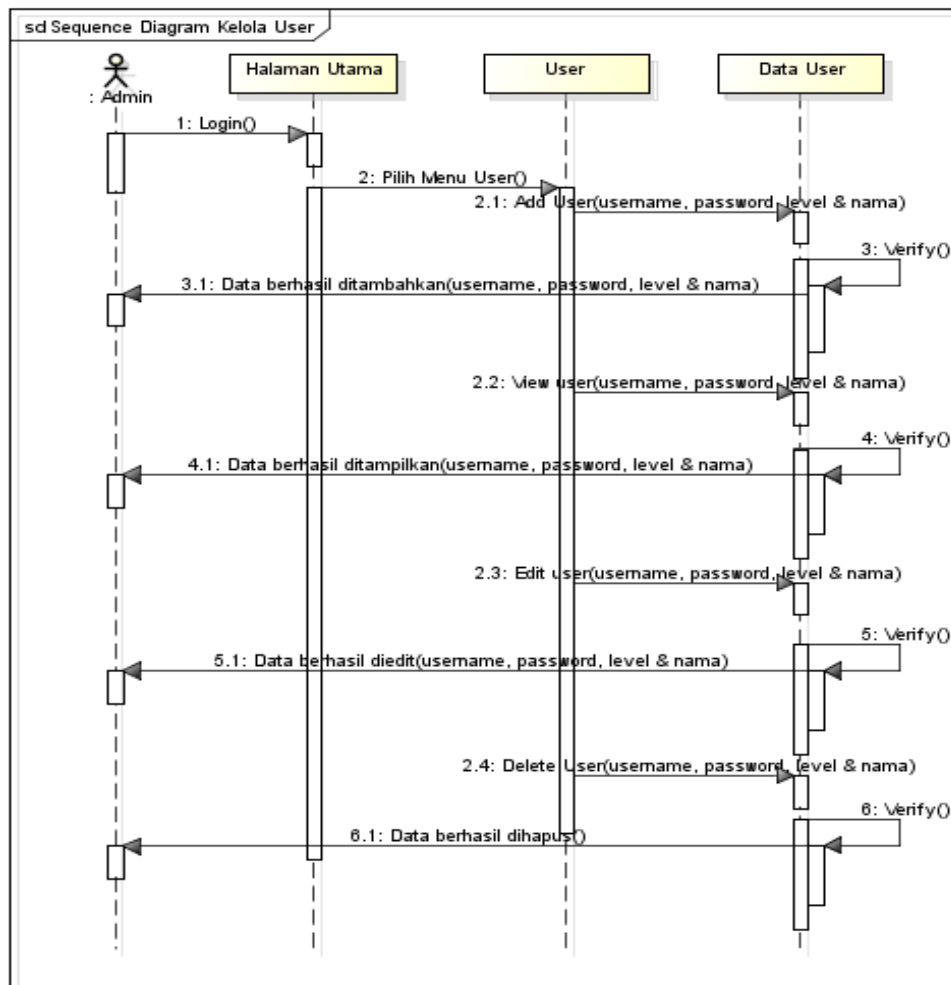 sd Sequence Diagram Kelola User
Halaman Utama
User
Data User
: Admin
1: Login()
2: Pilih Menu User()
2.1: Add User(username, password, level & nama)
3: Verify()
3.1: Data berhasil ditambahkan(username, password, level & nama)
2.2: View user(username, password, level & nama)
4: Verify()
4.1: Data berhasil ditampilkan(username, password, level & nama)
2.3: Edit user(username, password, level & nama)
5: Verify()
5.1: Data berhasil diedit(username, password, level & nama)
2.4: Delete User(username, password, level & nama)
6: Verify()
6.1: Data berhasil dihapus()